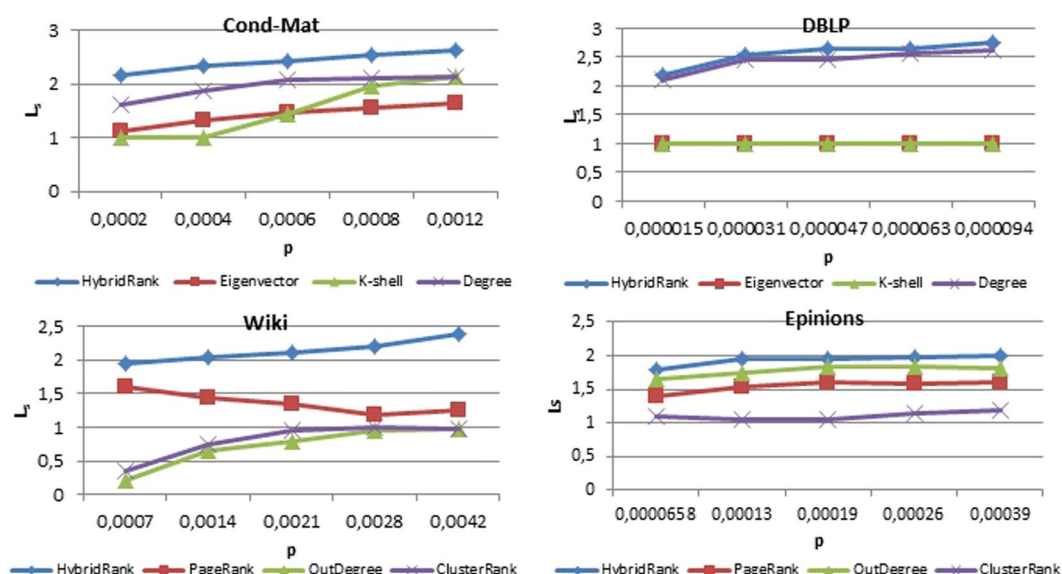 Cond-Mat
3
2
1
0
Ls
0,0002 0,0004 0,0006 0,0008 0,0012
p
HybridRank Eigenvector K-shell Degree
DBLP
3
2,5
2
1,5
1
0,5
0
Ls
0,000015 0,000031 0,000047 0,000063 0,000094
p
HybridRank Eigenvector K-shell Degree
Wiki
2,5
2
1,5
1
0,5
0
Ls
0,0007 0,0014 0,0021 0,0028 0,0042
p
HybridRank PageRank OutDegree ClusterRank
Epinions
2,5
2
1,5
1
0,5
0
Ls
0,0000658 0,00013 0,00019 0,00026 0,00039
p
HybridRank PageRank OutDegree ClusterRank